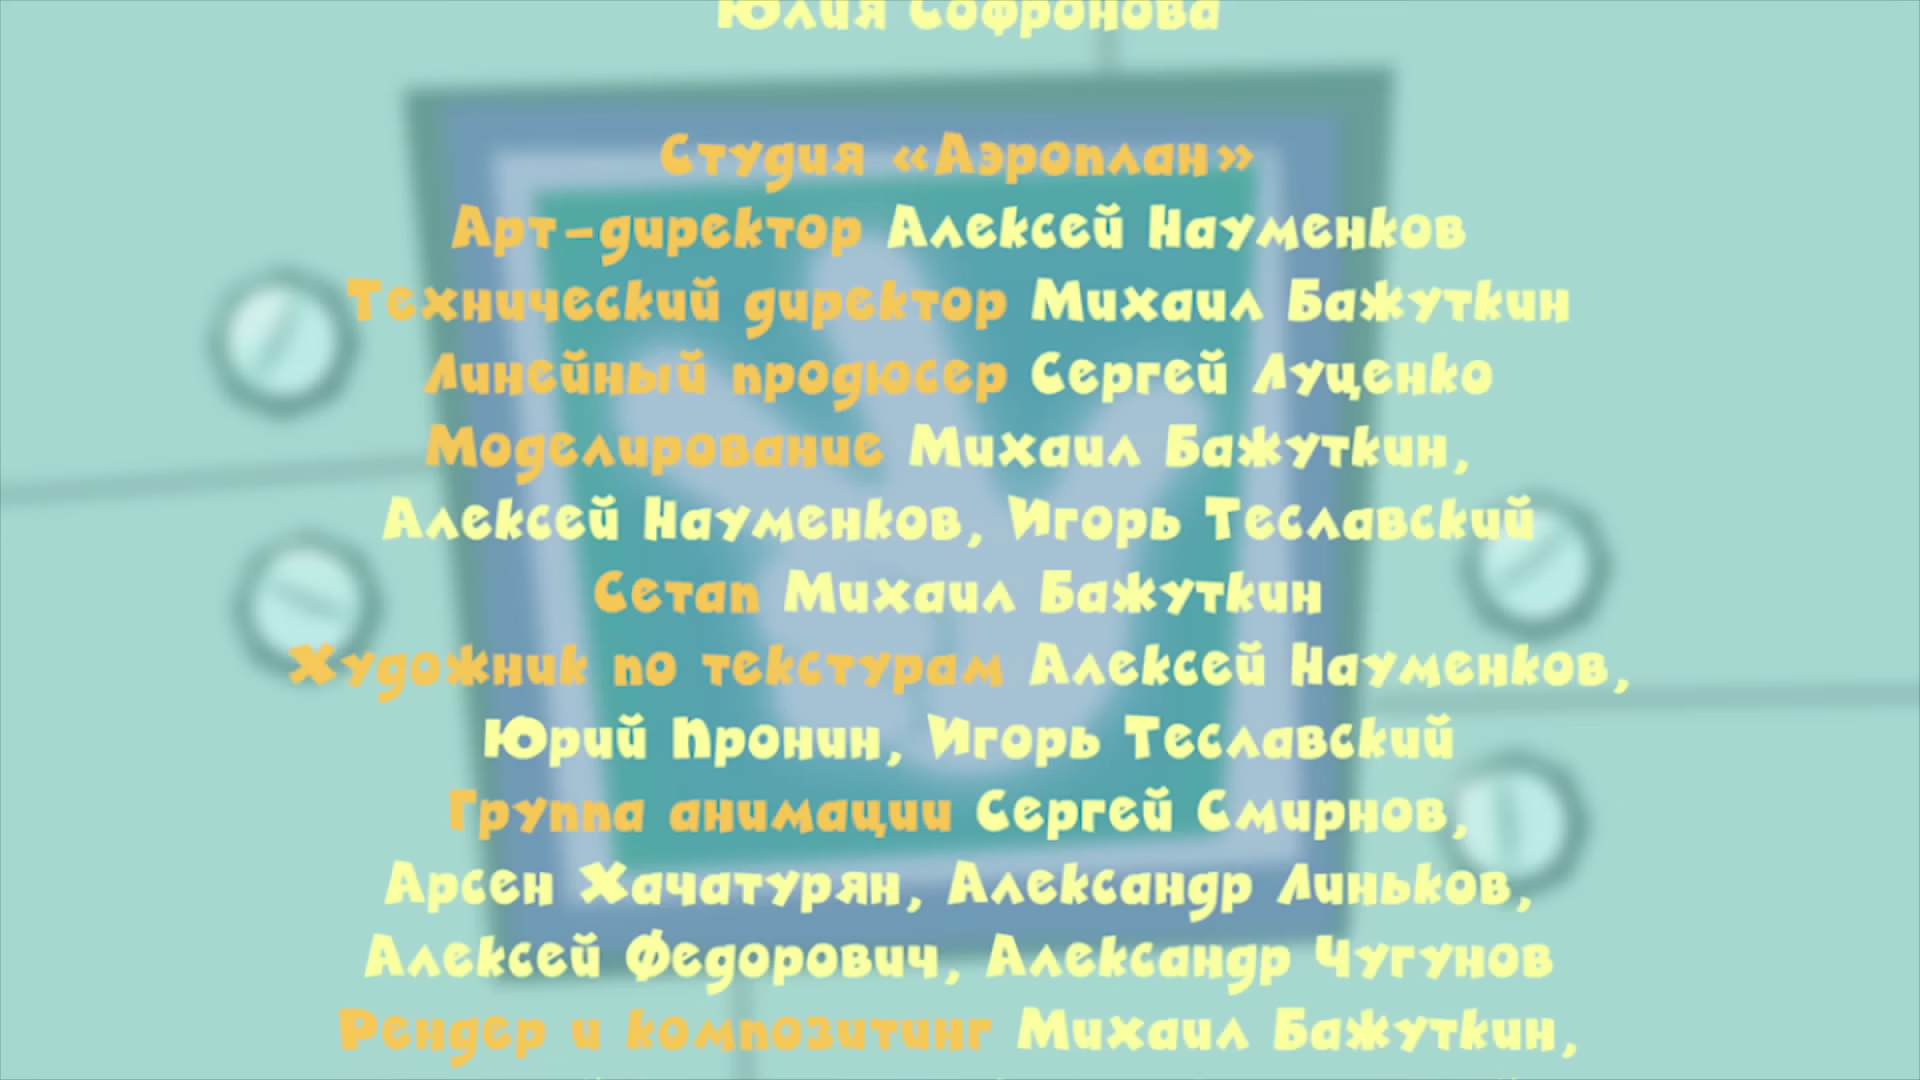 Юлия Софронова
Студия «Аэроплан»
Арт-директор Алексей Науменков
Технический директор Михаил Бажуткин
Линейный продюсер Сергей Луценко
Моделирование Михаил Бажуткин,
Алексей Науменков, Игорь Теславский
Сетап Михаил Бажуткин
Художник по текстурам Алексей Науменков,
Юрий Пронин, Игорь Теславский
Группа анимации Сергей Смирнов,
Арсен Хачатурян, Александр Линьков,
Алексей Федорович, Александр Чугунов
Рендер и композитинг Михаил Бажуткин,